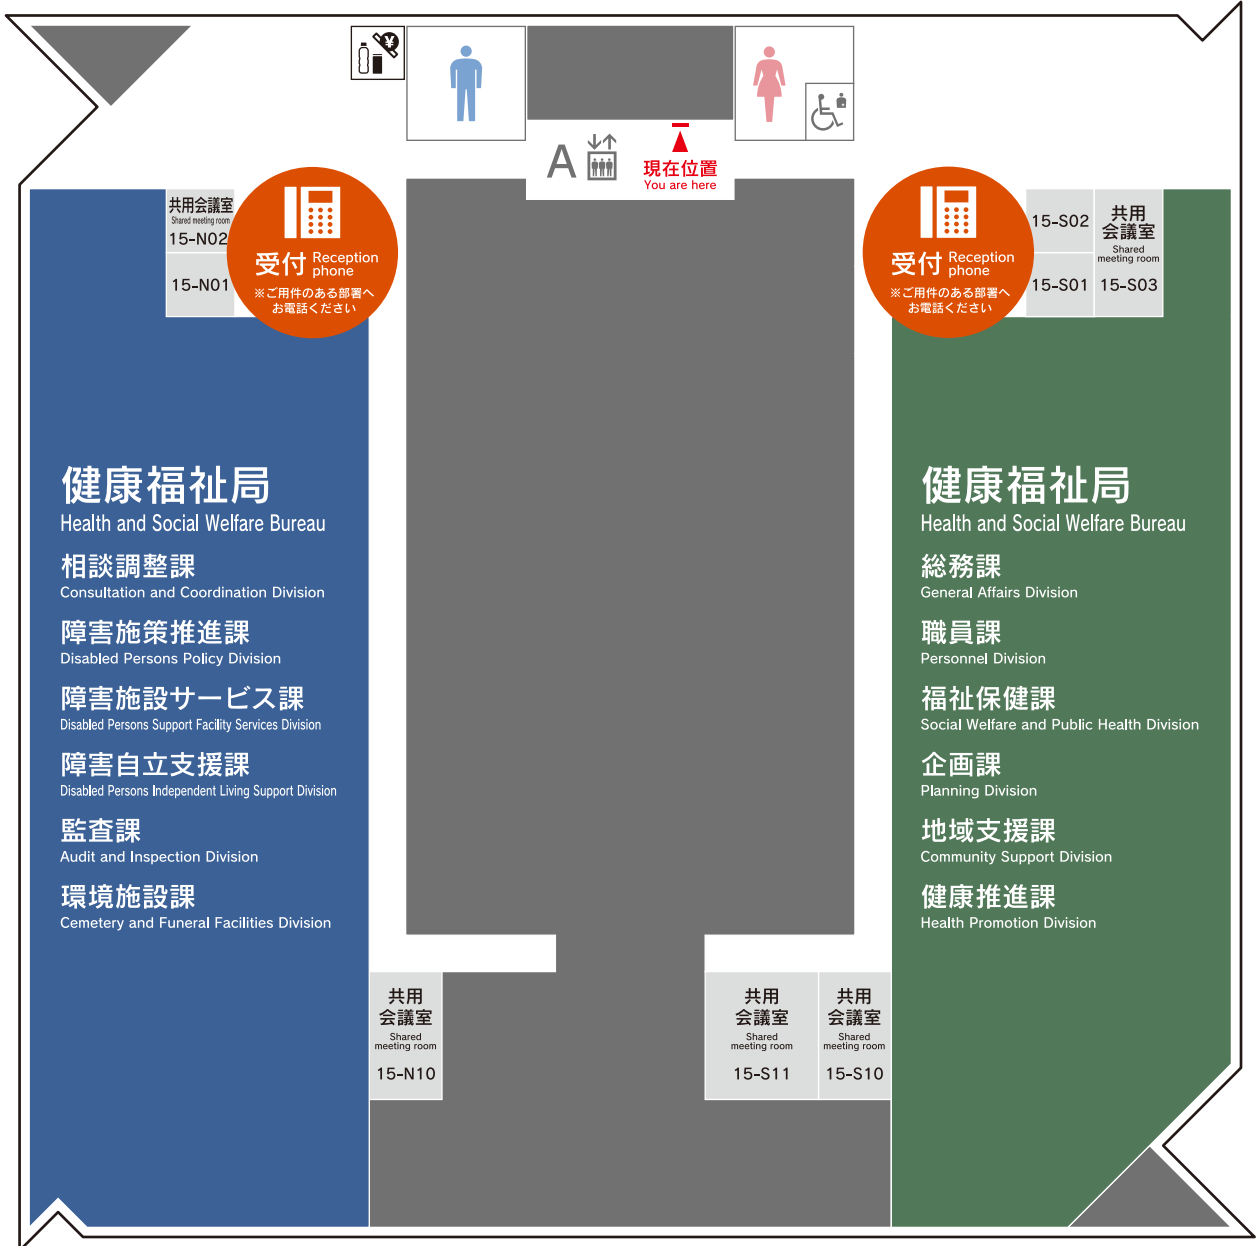 ¥
A
現在位置
You are here
共用会議室
Shared meeting room
15-N02
15-N01
受付 Reception phone
※ご用件のある部署へ
お電話ください
受付 Reception phone
※ご用件のある部署へ
お電話ください
15-S02
15-S01
共用
会議室
Shared
meeting room
15-S03
健康福祉局
Health and Social Welfare Bureau
相談調整課
Consultation and Coordination Division
障害施策推進課
Disabled Persons Policy Division
障害施設サービス課
Disabled Persons Support Facility Services Division
障害自立支援課
Disabled Persons Independent Living Support Division
監査課
Audit and Inspection Division
環境施設課
Cemetery and Funeral Facilities Division
健康福祉局
Health and Social Welfare Bureau
総務課
General Affairs Division
職員課
Personnel Division
福祉保健課
Social Welfare and Public Health Division
企画課
Planning Division
地域支援課
Community Support Division
健康推進課
Health Promotion Division
共用
会議室
Shared
meeting room
15-N10
共用
会議室
Shared
meeting room
15-S11
共用
会議室
Shared
meeting room
15-S10